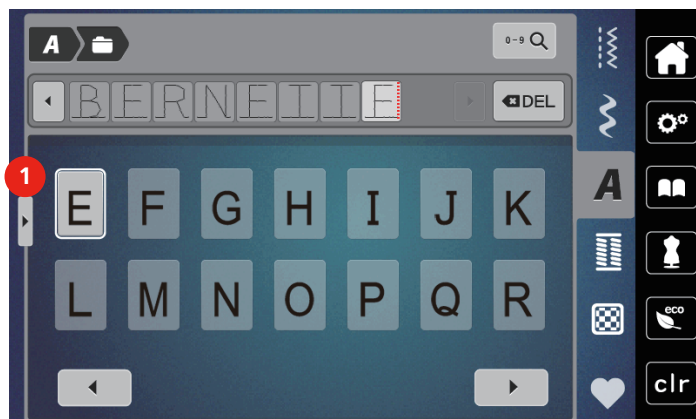 A 0-9
BERNETTE DEL
1
E F G H I J K
A
L M N O P Q R
eco
clr